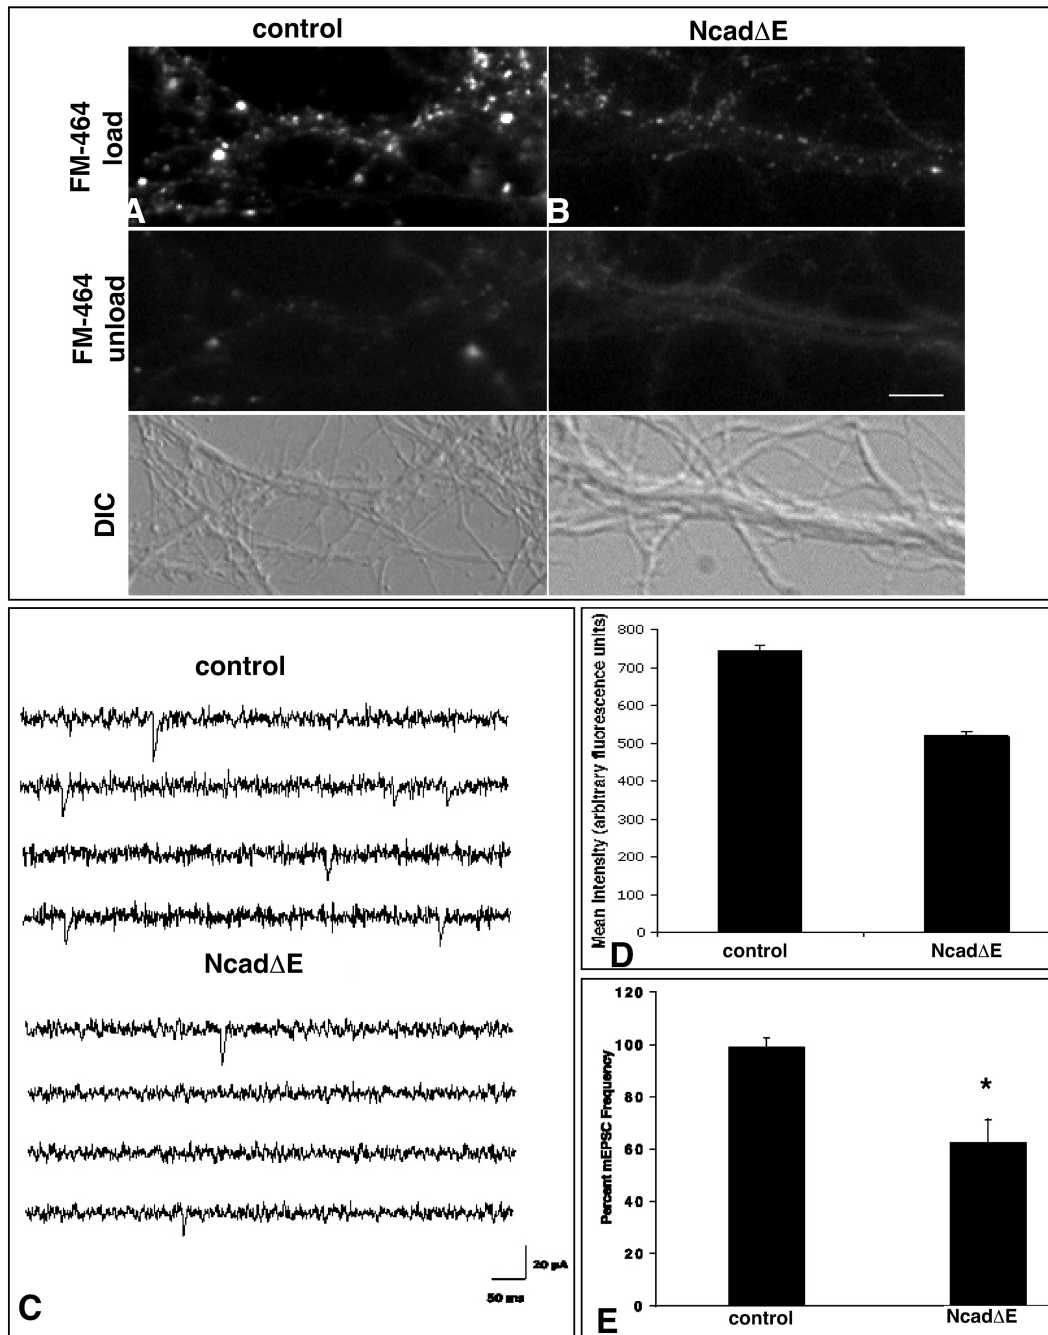 control
NcadΔE
FM-464
load
A
B
FM-464
unload
DIC
control
NcadΔE
20 pA
50 ms
C
Mean Intensity (arbitrary fluorescence units)
800
700
600
500
400
300
200
100
0
control
NcadΔE
D
Percent mEPSC Frequency
120
100
80
60
40
20
0
*
control
NcadΔE
E